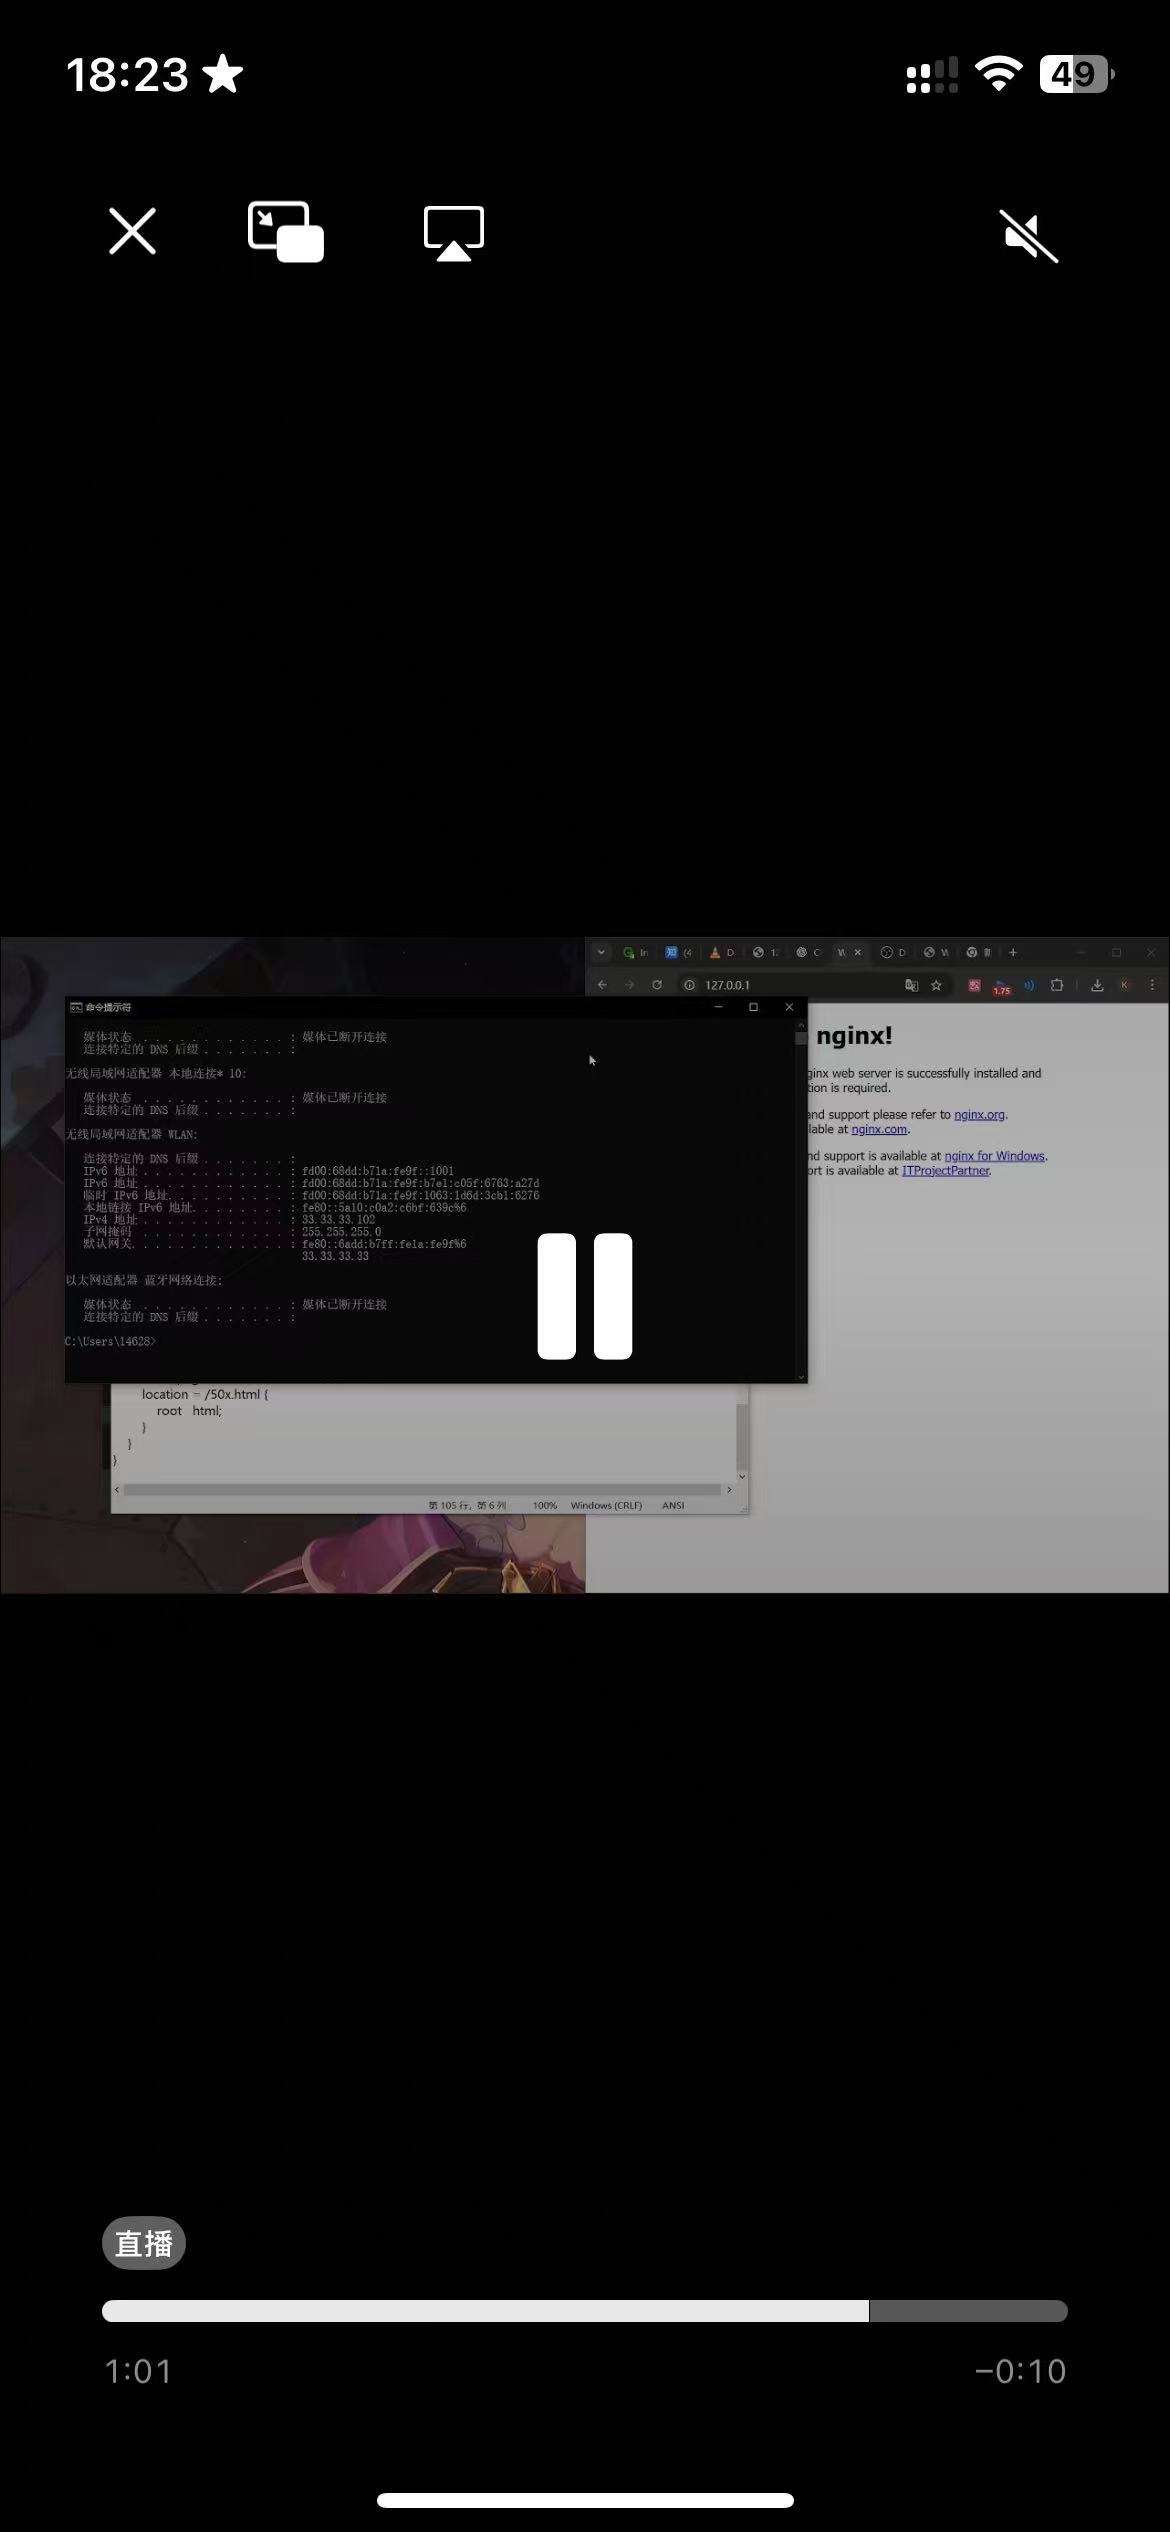 18:23
49
In
(4
D
1:
C
D
127.0.0.1
1.75
K
命令提示符
媒体状态 . . . . . . . . . . . . : 媒体已断开连接
连接特定的 DNS 后缀 . . . . . . . :
无线局域网适配器 本地连接* 10:
媒体状态 . . . . . . . . . . . . : 媒体已断开连接
连接特定的 DNS 后缀 . . . . . . . :
无线局域网适配器 WLAN:
连接特定的 DNS 后缀 . . . . . . . :
IPv6 地址 . . . . . . . . . . . . : fd00:68dd:b71a:fe9f::1001
IPv6 地址 . . . . . . . . . . . . : fd00:68dd:b71a:fe9f:b7e1:c05f:6763:a27d
临时 IPv6 地址. . . . . . . . . . : fd00:68dd:b71a:fe9f:1063:1d6d:3cb1:6276
本地链接 IPv6 地址. . . . . . . . : fe80::5a10:c0a2:c6bf:639c%6
IPv4 地址 . . . . . . . . . . . . : 33.33.33.102
子网掩码 . . . . . . . . . . . . : 255.255.255.0
默认网关. . . . . . . . . . . . . : fe80::6add:b7ff:fe1a:fe9f%6
33.33.33.33
以太网适配器 蓝牙网络连接:
媒体状态 . . . . . . . . . . . . : 媒体已断开连接
连接特定的 DNS 后缀 . . . . . . . :
C:\Users\14628>
nginx!
ginx web server is successfully installed and
tion is required.
and support please refer to nginx.org.
lable at nginx.com.
nd support is available at nginx for Windows.
ort is available at ITProjectPartner.
location = /50x.html {
root html;
}
}
}
第 105 行，第 6 列 100% Windows (CRLF) ANSI
直播
1:01
−0:10